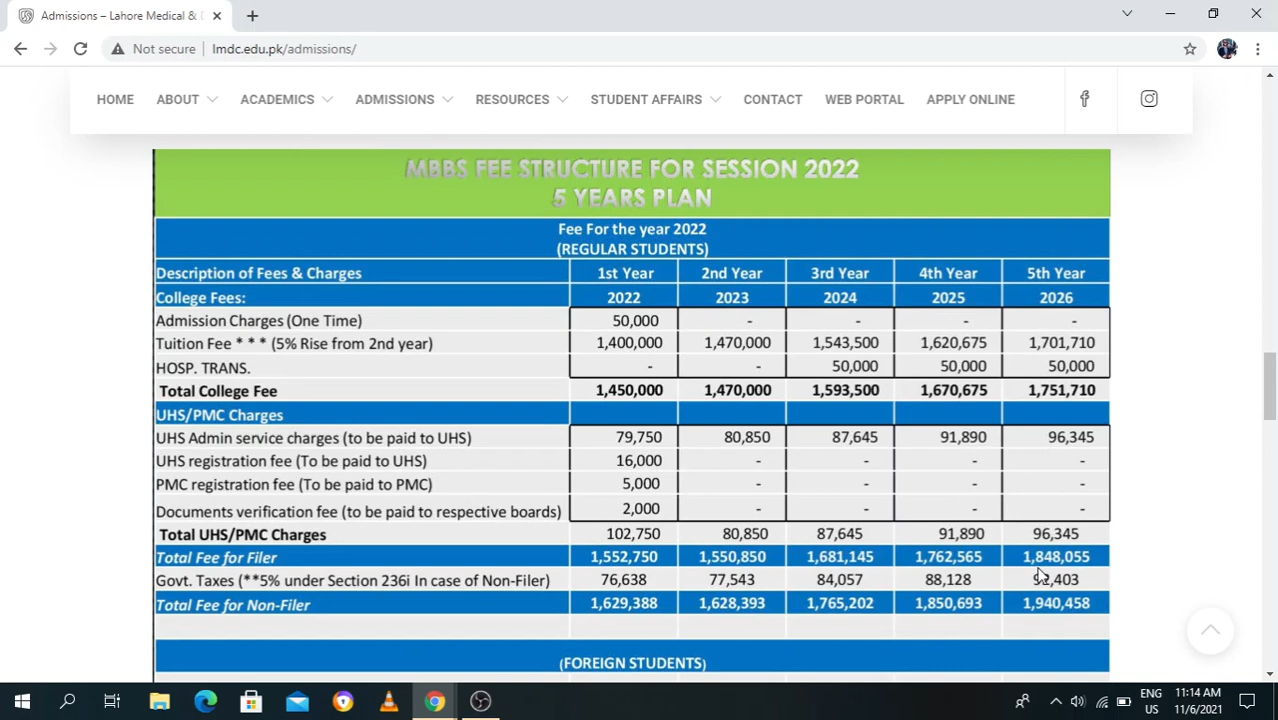 Admissions – Lahore Medical &
Not secure lmdc.edu.pk/admissions/
HOME ABOUT ACADEMICS ADMISSIONS RESOURCES STUDENT AFFAIRS CONTACT WEB PORTAL APPLY ONLINE
MBBS FEE STRUCTURE FOR SESSION 2022
5 YEARS PLAN
Fee For the year 2022
(REGULAR STUDENTS)
Description of Fees & Charges 1st Year 2nd Year 3rd Year 4th Year 5th Year
College Fees: 2022 2023 2024 2025 2026
Admission Charges (One Time) 50,000 - - - -
Tuition Fee * * * (5% Rise from 2nd year) 1,400,000 1,470,000 1,543,500 1,620,675 1,701,710
HOSP. TRANS. - - 50,000 50,000 50,000
Total College Fee 1,450,000 1,470,000 1,593,500 1,670,675 1,751,710
UHS/PMC Charges
UHS Admin service charges (to be paid to UHS) 79,750 80,850 87,645 91,890 96,345
UHS registration fee (To be paid to UHS) 16,000 - - - -
PMC registration fee (To be paid to PMC) 5,000 - - - -
Documents verification fee (to be paid to respective boards) 2,000 - - - -
Total UHS/PMC Charges 102,750 80,850 87,645 91,890 96,345
Total Fee for Filer 1,552,750 1,550,850 1,681,145 1,762,565 1,848,055
Govt. Taxes (**5% under Section 236i In case of Non-Filer) 76,638 77,543 84,057 88,128
Total Fee for Non-Filer 1,629,388 1,628,393 1,765,202 1,850,693 1,940,458
(FOREIGN STUDENTS)
ENG 11:14 AM
US 11/6/2021